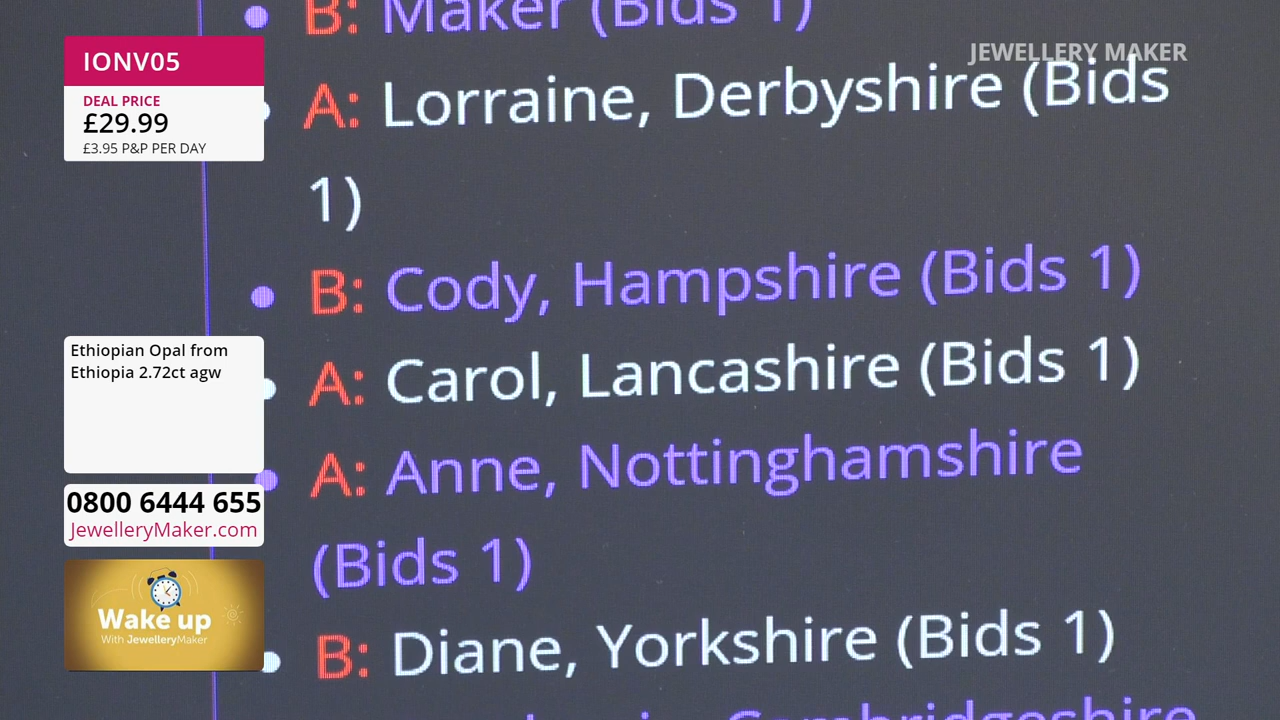 B: Maker (Bids 1)
JEWELLERY MAKER
IONV05
DEAL PRICE
£29.99
£3.95 P&P PER DAY
A: Lorraine, Derbyshire (Bids
1)
B: Cody, Hampshire (Bids 1)
Ethiopian Opal from
Ethiopia 2.72ct agw
A: Carol, Lancashire (Bids 1)
A: Anne, Nottinghamshire
(Bids 1)
0800 6444 655
JewelleryMaker.com
Wake up
With JewelleryMaker
B: Diane, Yorkshire (Bids 1)
Cambridgeshire